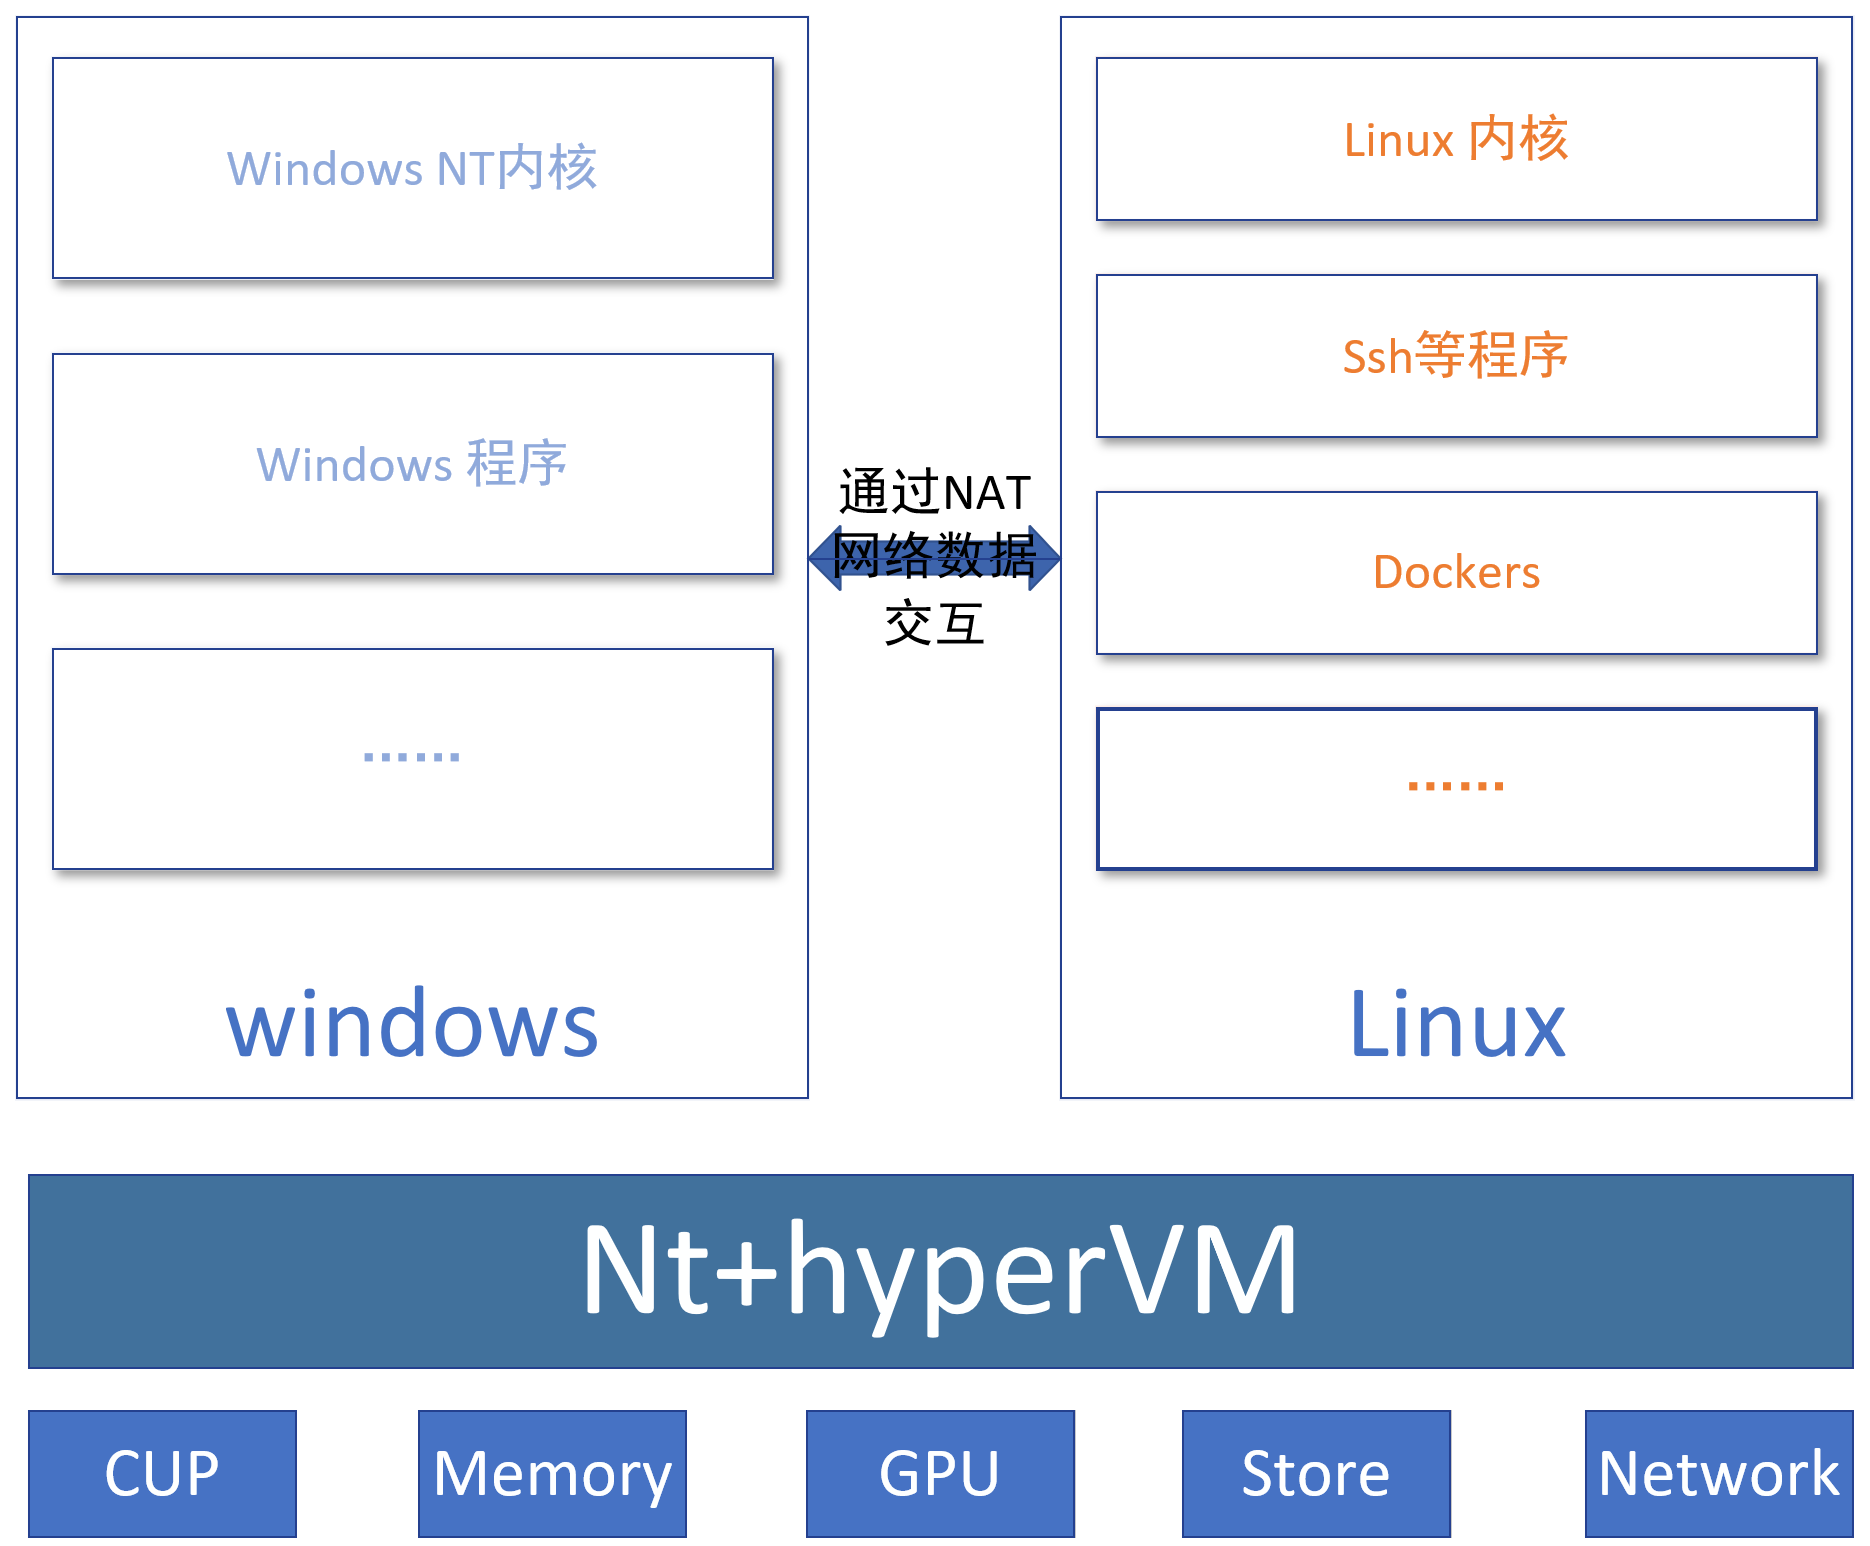 Windows NT内核
Windows 程序
……
windows
通过NAT
网络数据
交互
Linux 内核
Ssh等程序
Dockers
……
Linux
Nt+hyperVM
CUP
Memory
GPU
Store
Network